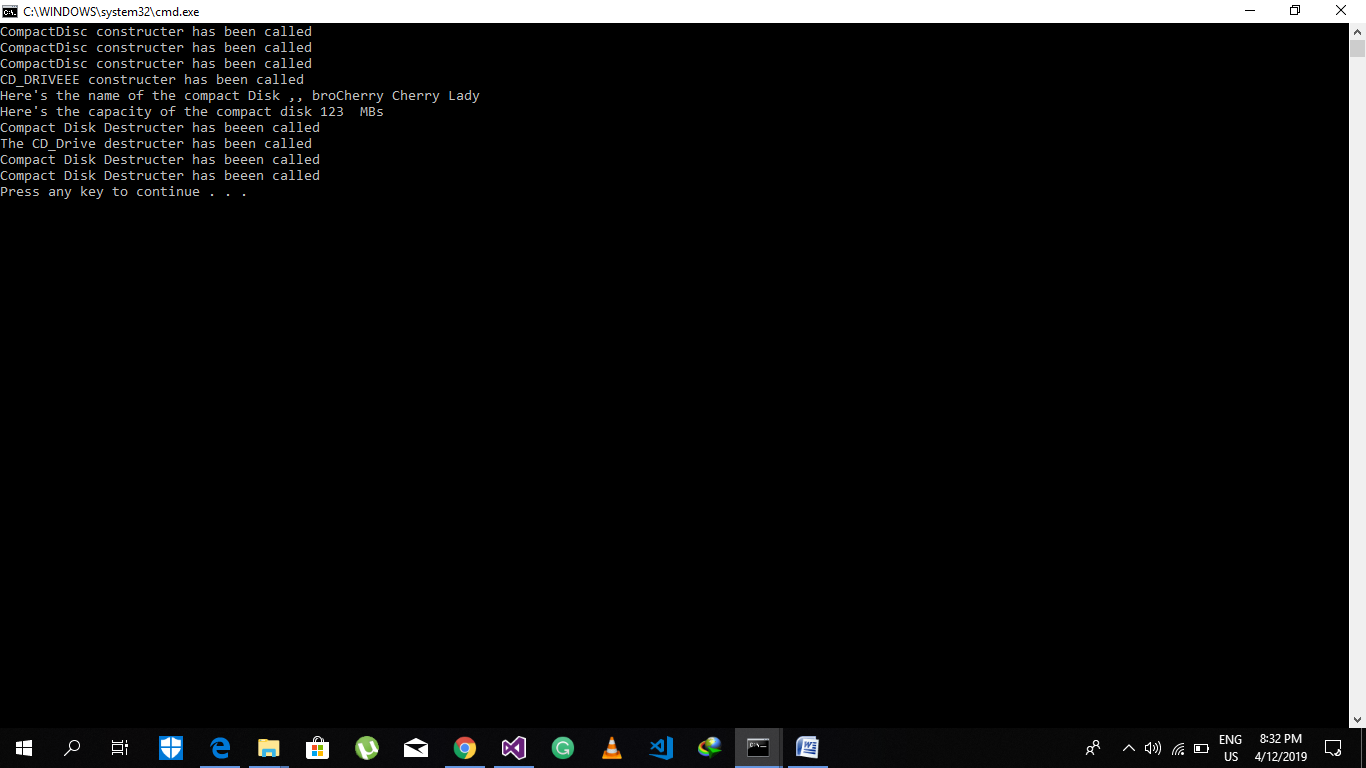 C:\WINDOWS\system32\cmd.exe
CompactDisc constructer has been called
CompactDisc constructer has been called
CompactDisc constructer has been called
CD_DRIVEEE constructer has been called
Here's the name of the compact Disk ,, broCherry Cherry Lady
Here's the capacity of the compact disk 123  MBs
Compact Disk Destructer has beeen called
The CD_Drive destructer has been called
Compact Disk Destructer has beeen called
Compact Disk Destructer has beeen called
Press any key to continue . . .
ENG
US
8:32 PM
4/12/2019